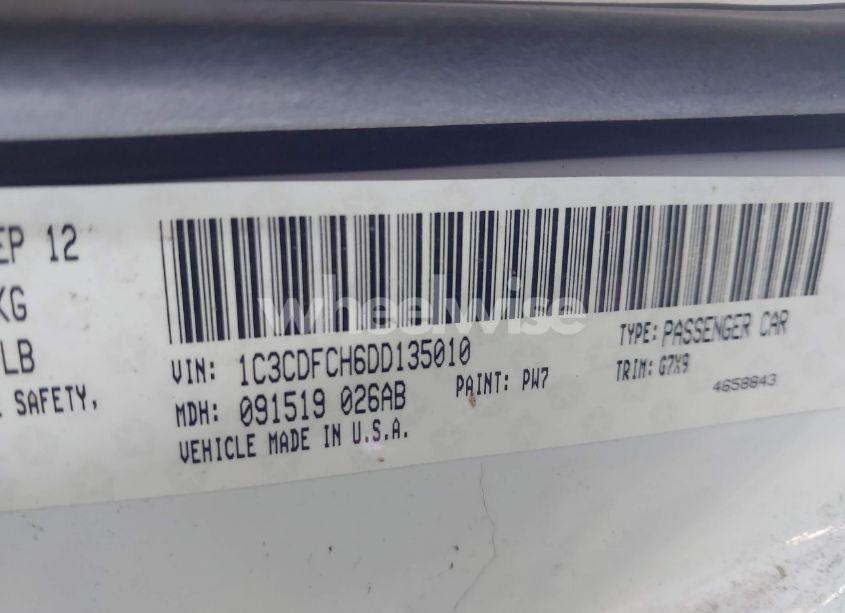 EP 12
KG
LB
SAFETY,
wheelwise
VIN: 1C3CDFCH6DD135010
MDH: 091519 026AB
PAINT: PW7
VEHICLE MADE IN U.S.A.
TYPE: PASSENGER CAR
TRIM: G7X9
4658843